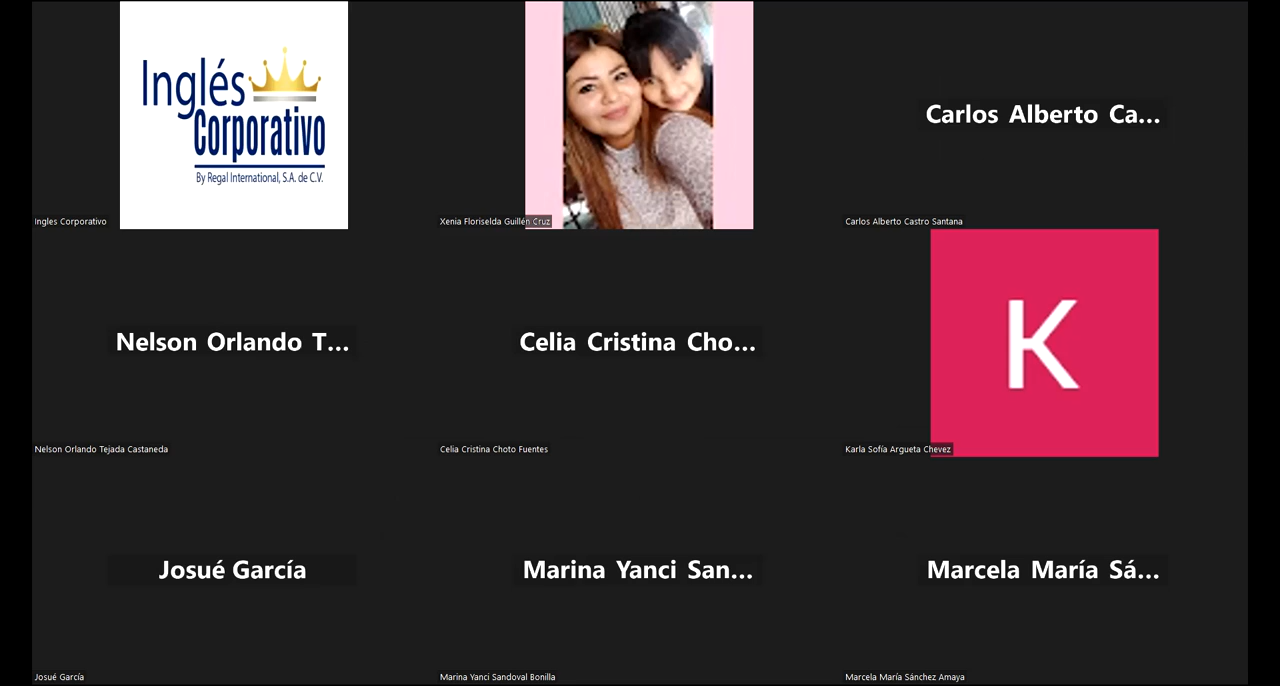 Inglés
Corporativo
By Regal International, S.A. de C.V.
Ingles Corporativo
Xenia Floriselda Guillén Cruz
Carlos Alberto Ca...
Carlos Alberto Castro Santana
Nelson Orlando T...
Nelson Orlando Tejada Castaneda
Celia Cristina Cho...
Celia Cristina Choto Fuentes
K
Karla Sofía Argueta Chevez
Josué García
Josué García
Marina Yanci San...
Marina Yanci Sandoval Bonilla
Marcela María Sá...
Marcela María Sánchez Amaya